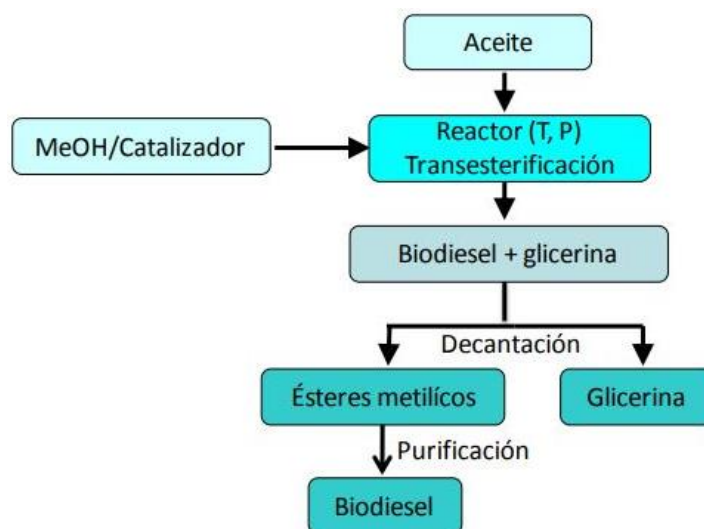 Aceite
MeOH/Catalizador
Reactor (T, P)
Transesterificación
Biodiesel + glicerina
Decantación
Ésteres metilícos
Glicerina
Purificación
Biodiesel